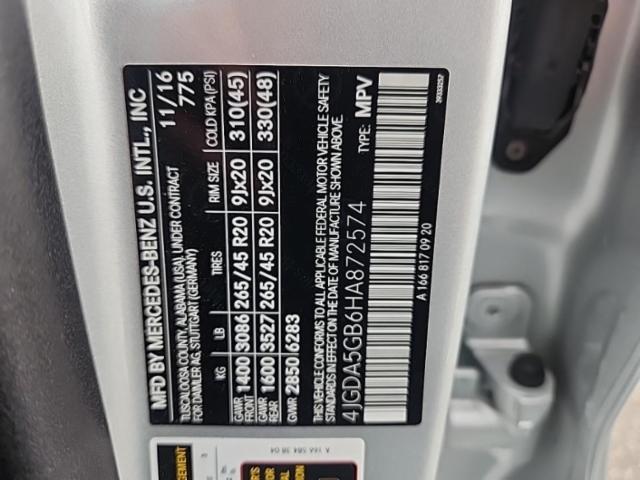 MFD BY MERCEDES-BENZ U.S. INTL., INC
TUSCALOOSA COUNTY, ALABAMA (USA), UNDER CONTRACT 11/16
FOR DAIMLER AG, STUTTGART (GERMANY) 775
KG LB TIRES RIM SIZE COLD KPA (PSI)
GAWR FRONT 1400 3086 265/45 R20 9Jx20 310(45)
GAWR REAR 1600 3527 265/45 R20 9Jx20 330(48)
GVWR 2850 6283
THIS VEHICLE CONFORMS TO ALL APPLICABLE FEDERAL MOTOR VEHICLE SAFETY
STANDARDS IN EFFECT ON THE DATE OF MANUFACTURE SHOWN ABOVE.
4JGDA5GB6HA872574 TYPE: MPV
A 166 817 09 20
A 166 584 38 04